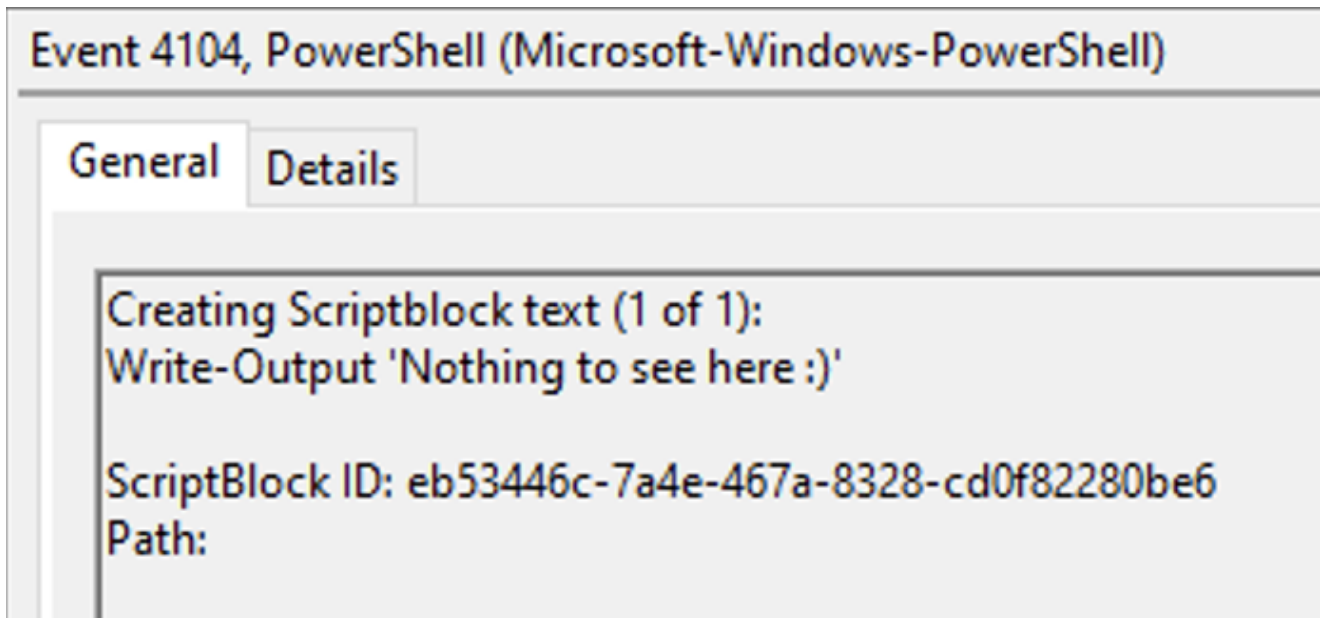 Event 4104, PowerShell (Microsoft-Windows-PowerShell)
General Details
Creating Scriptblock text (1 of 1):
Write-Output 'Nothing to see here :)'
ScriptBlock ID: eb53446c-7a4e-467a-8328-cd0f82280be6
Path: